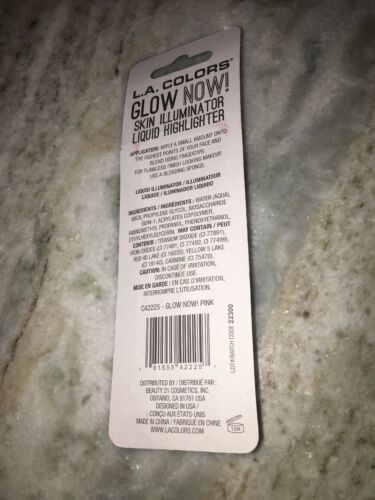 L.A. COLORS®
GLOW NOW!
SKIN ILLUMINATOR
LIQUID HIGHLIGHTER
APPLICATION: APPLY A SMALL AMOUNT ONTO
THE HIGHEST POINTS OF YOUR FACE AND
BLEND USING FINGERTIPS.
FOR FLAWLESS FINISH LOOKING MAKEUP,
USE A BLENDING SPONGE.
LIQUID ILLUMINATOR / ILLUMINATEUR
LIQUIDE / ILUMINADOR LIQUIDO
INGREDIENTS / INGRÉDIENTS: WATER (AQUA),
MICA, PROPYLENE GLYCOL, BIOSACCHARIDE
GUM-1, ACRYLATES COPOLYMER,
AMINOMETHYL PROPANOL, PHENOXYETHANOL,
ETHYLHEXYLGLYCERIN. MAY CONTAIN / PEUT
CONTENIR: TITANIUM DIOXIDE (CI 77891),
IRON OXIDES (CI 77491, CI 77492, CI 77499),
RED 40 LAKE (CI 16035), YELLOW 5 LAKE
(CI 19140), CARMINE (CI 75470).
CAUTION: IN CASE OF IRRITATION,
DISCONTINUE USE.
MISE EN GARDE: EN CAS D'IRRITATION,
INTERROMPRE L'UTILISATION.
C42225 - GLOW NOW! PINK
8 81555 42225 7
LOT#/BATCH CODE 22300
DISTRIBUTED BY / DISTRIBUÉ PAR :
BEAUTY 21 COSMETICS, INC.
ONTARIO, CA 91761 USA
DESIGNED IN USA /
CONÇU AUX ÉTATS-UNIS
MADE IN CHINA / FABRIQUÉ EN CHINE
WWW.LACOLORS.COM
12M